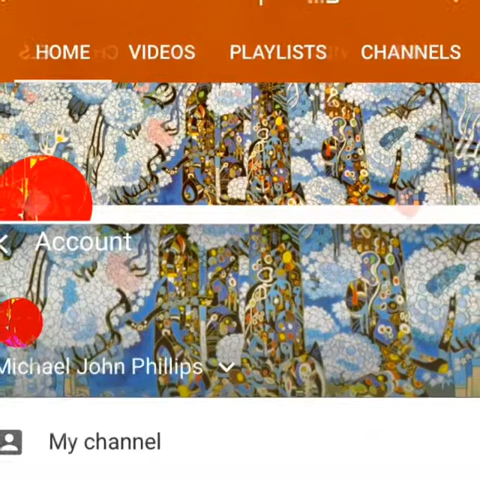 HOME VIDEOS PLAYLISTS CHANNELS
Account
Michael John Phillips
My channel